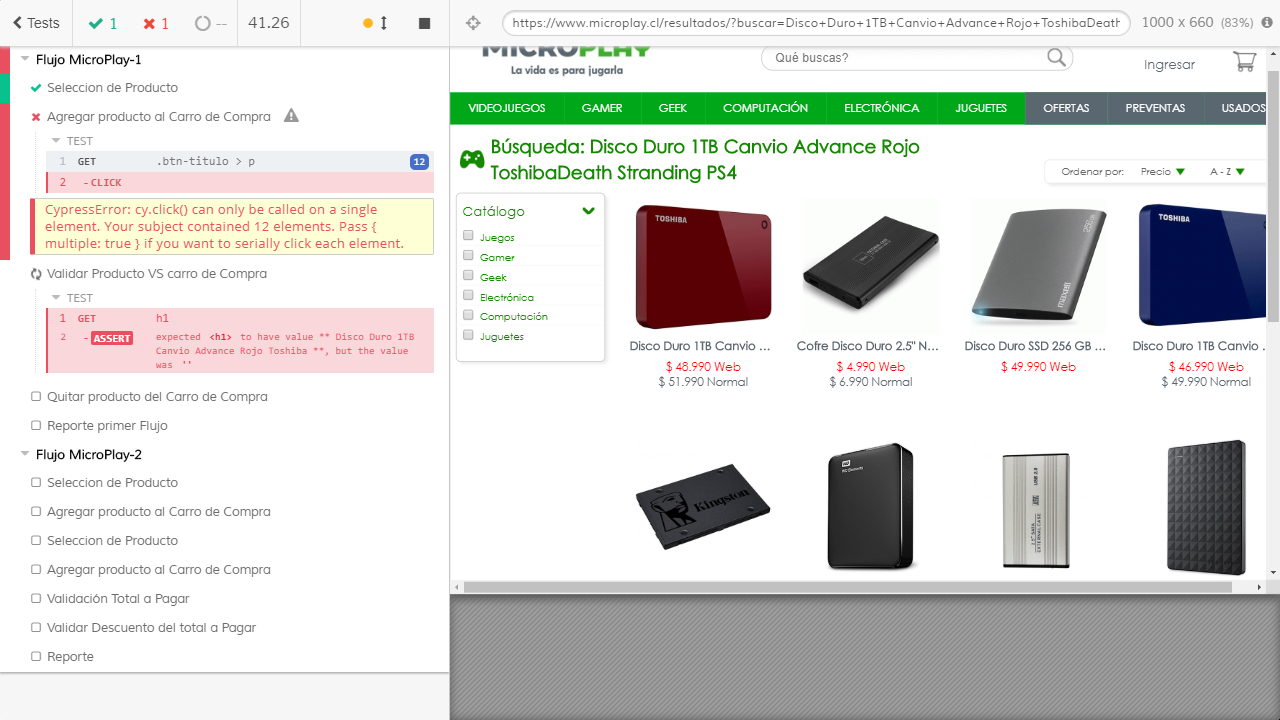 Tests 1 1 -- 41.26
https://www.microplay.cl/resultados/?buscar=Disco+Duro+1TB+Canvio+Advance+Rojo+ToshibaDeath
1000 x 660 (83%)
Flujo MicroPlay-1
Seleccion de Producto
Agregar producto al Carro de Compra
TEST
1 GET .btn-titulo > p 12
2 -CLICK
CypressError: cy.click() can only be called on a single
element. Your subject contained 12 elements. Pass {
multiple: true } if you want to serially click each element.
Validar Producto VS carro de Compra
TEST
1 GET h1
2 -ASSERT expected <h1> to have value ** Disco Duro 1TB
Canvio Advance Rojo Toshiba **, but the value
was ''
Quitar producto del Carro de Compra
Reporte primer Flujo
Flujo MicroPlay-2
Seleccion de Producto
Agregar producto al Carro de Compra
Seleccion de Producto
Agregar producto al Carro de Compra
Validación Total a Pagar
Validar Descuento del total a Pagar
Reporte
MICROPLAY
La vida es para jugarla
Qué buscas?
Ingresar
VIDEOJUEGOS GAMER GEEK COMPUTACIÓN ELECTRÓNICA JUGUETES OFERTAS PREVENTAS USADOS
Búsqueda: Disco Duro 1TB Canvio Advance Rojo
ToshibaDeath Stranding PS4
Ordenar por: Precio A - Z
Catálogo
Juegos
Gamer
Geek
Electrónica
Computación
Juguetes
TOSHIBA
maxell
TOSHIBA
Disco Duro 1TB Canvio ... Cofre Disco Duro 2.5" N... Disco Duro SSD 256 GB ... Disco Duro 1TB Canvio .
$ 48.990 Web $ 4.990 Web $ 49.990 Web $ 46.990 Web
$ 51.990 Normal $ 6.990 Normal $ 49.990 Normal
Kingston
WD
USB 2.0